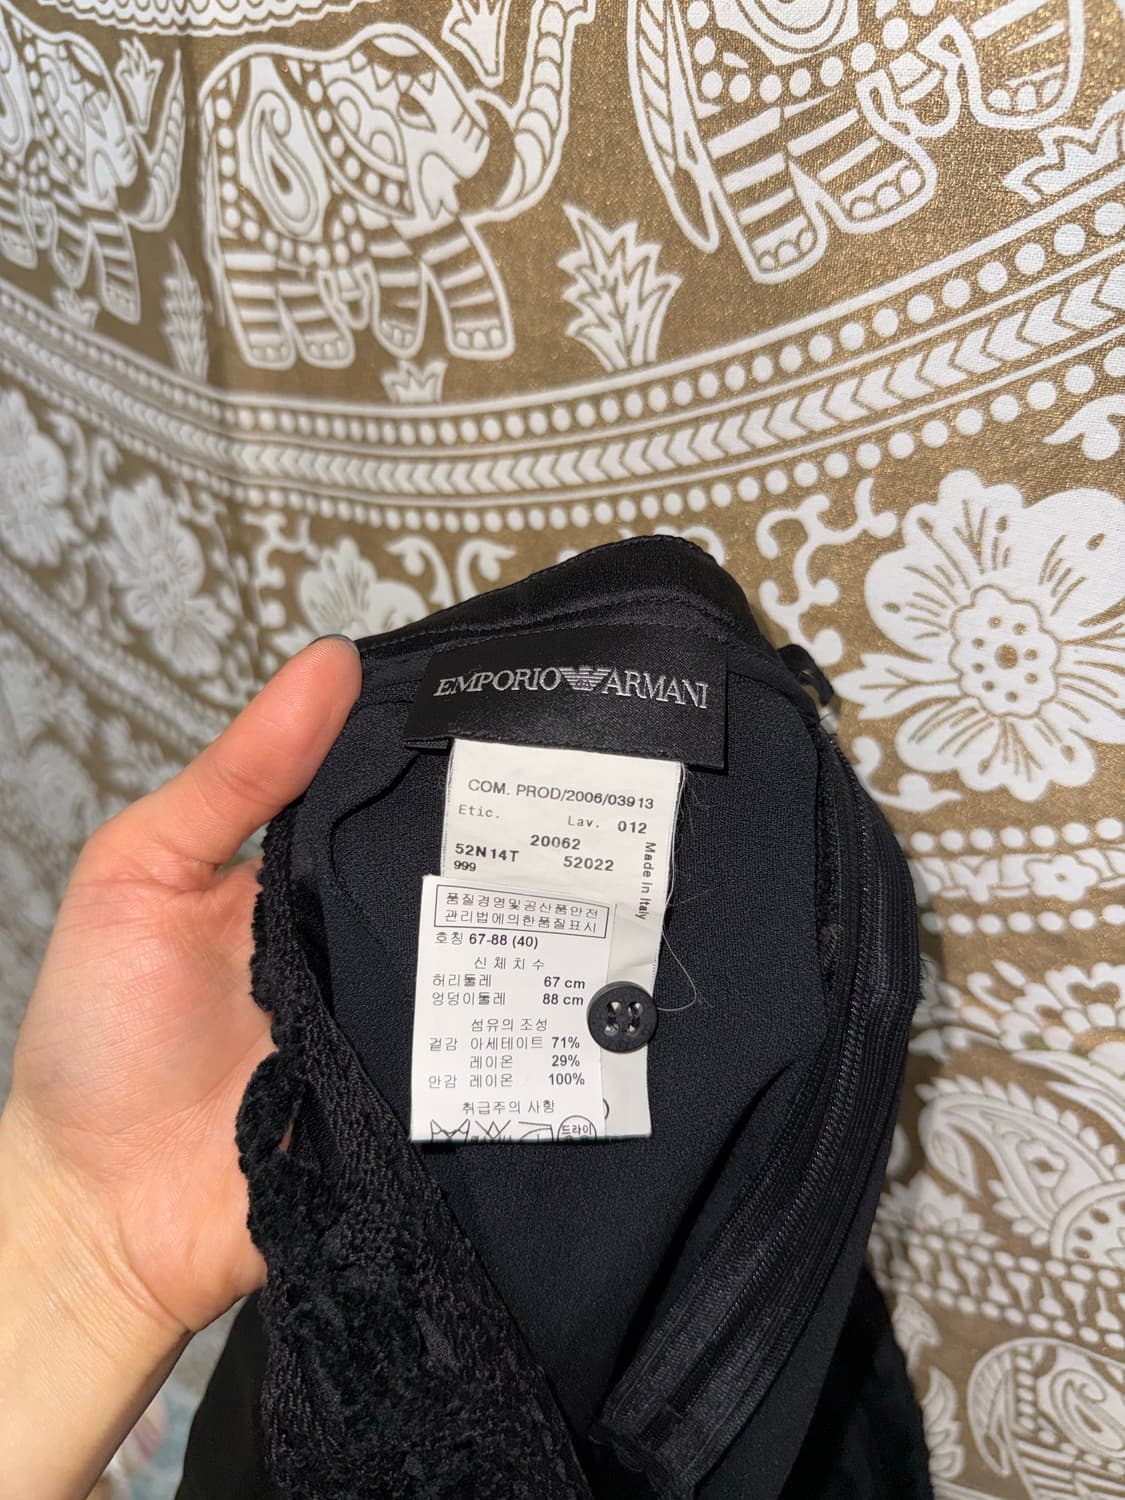 EMPORIO ARMANI
COM. PROD/2006/03913
Etic. Lav. 012
20062
52N14T 52022
999
Made in Italy
품질경영및공산품안전
관리법에의한품질표시
호칭 67-88 (40)
신체치수
허리둘레 67 cm
엉덩이둘레 88 cm
섬유의 조성
겉감 아세테이트 71%
레이온 29%
안감 레이온 100%
취급주의 사항
드라이